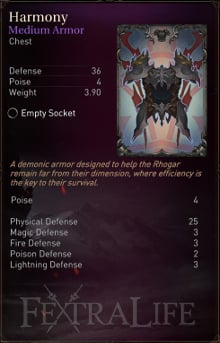 Harmony
Medium Armor
Chest
Defense 36
Poise 4
Weight 3.90
Empty Socket
A demonic armor designed to help the Rhogar
remain far from their dimension, where efficiency is
the key to their survival.
Poise 4
Physical Defense 25
Magic Defense 3
Fire Defense 3
Poison Defense 2
Lightning Defense 3
FEXTRALIFE